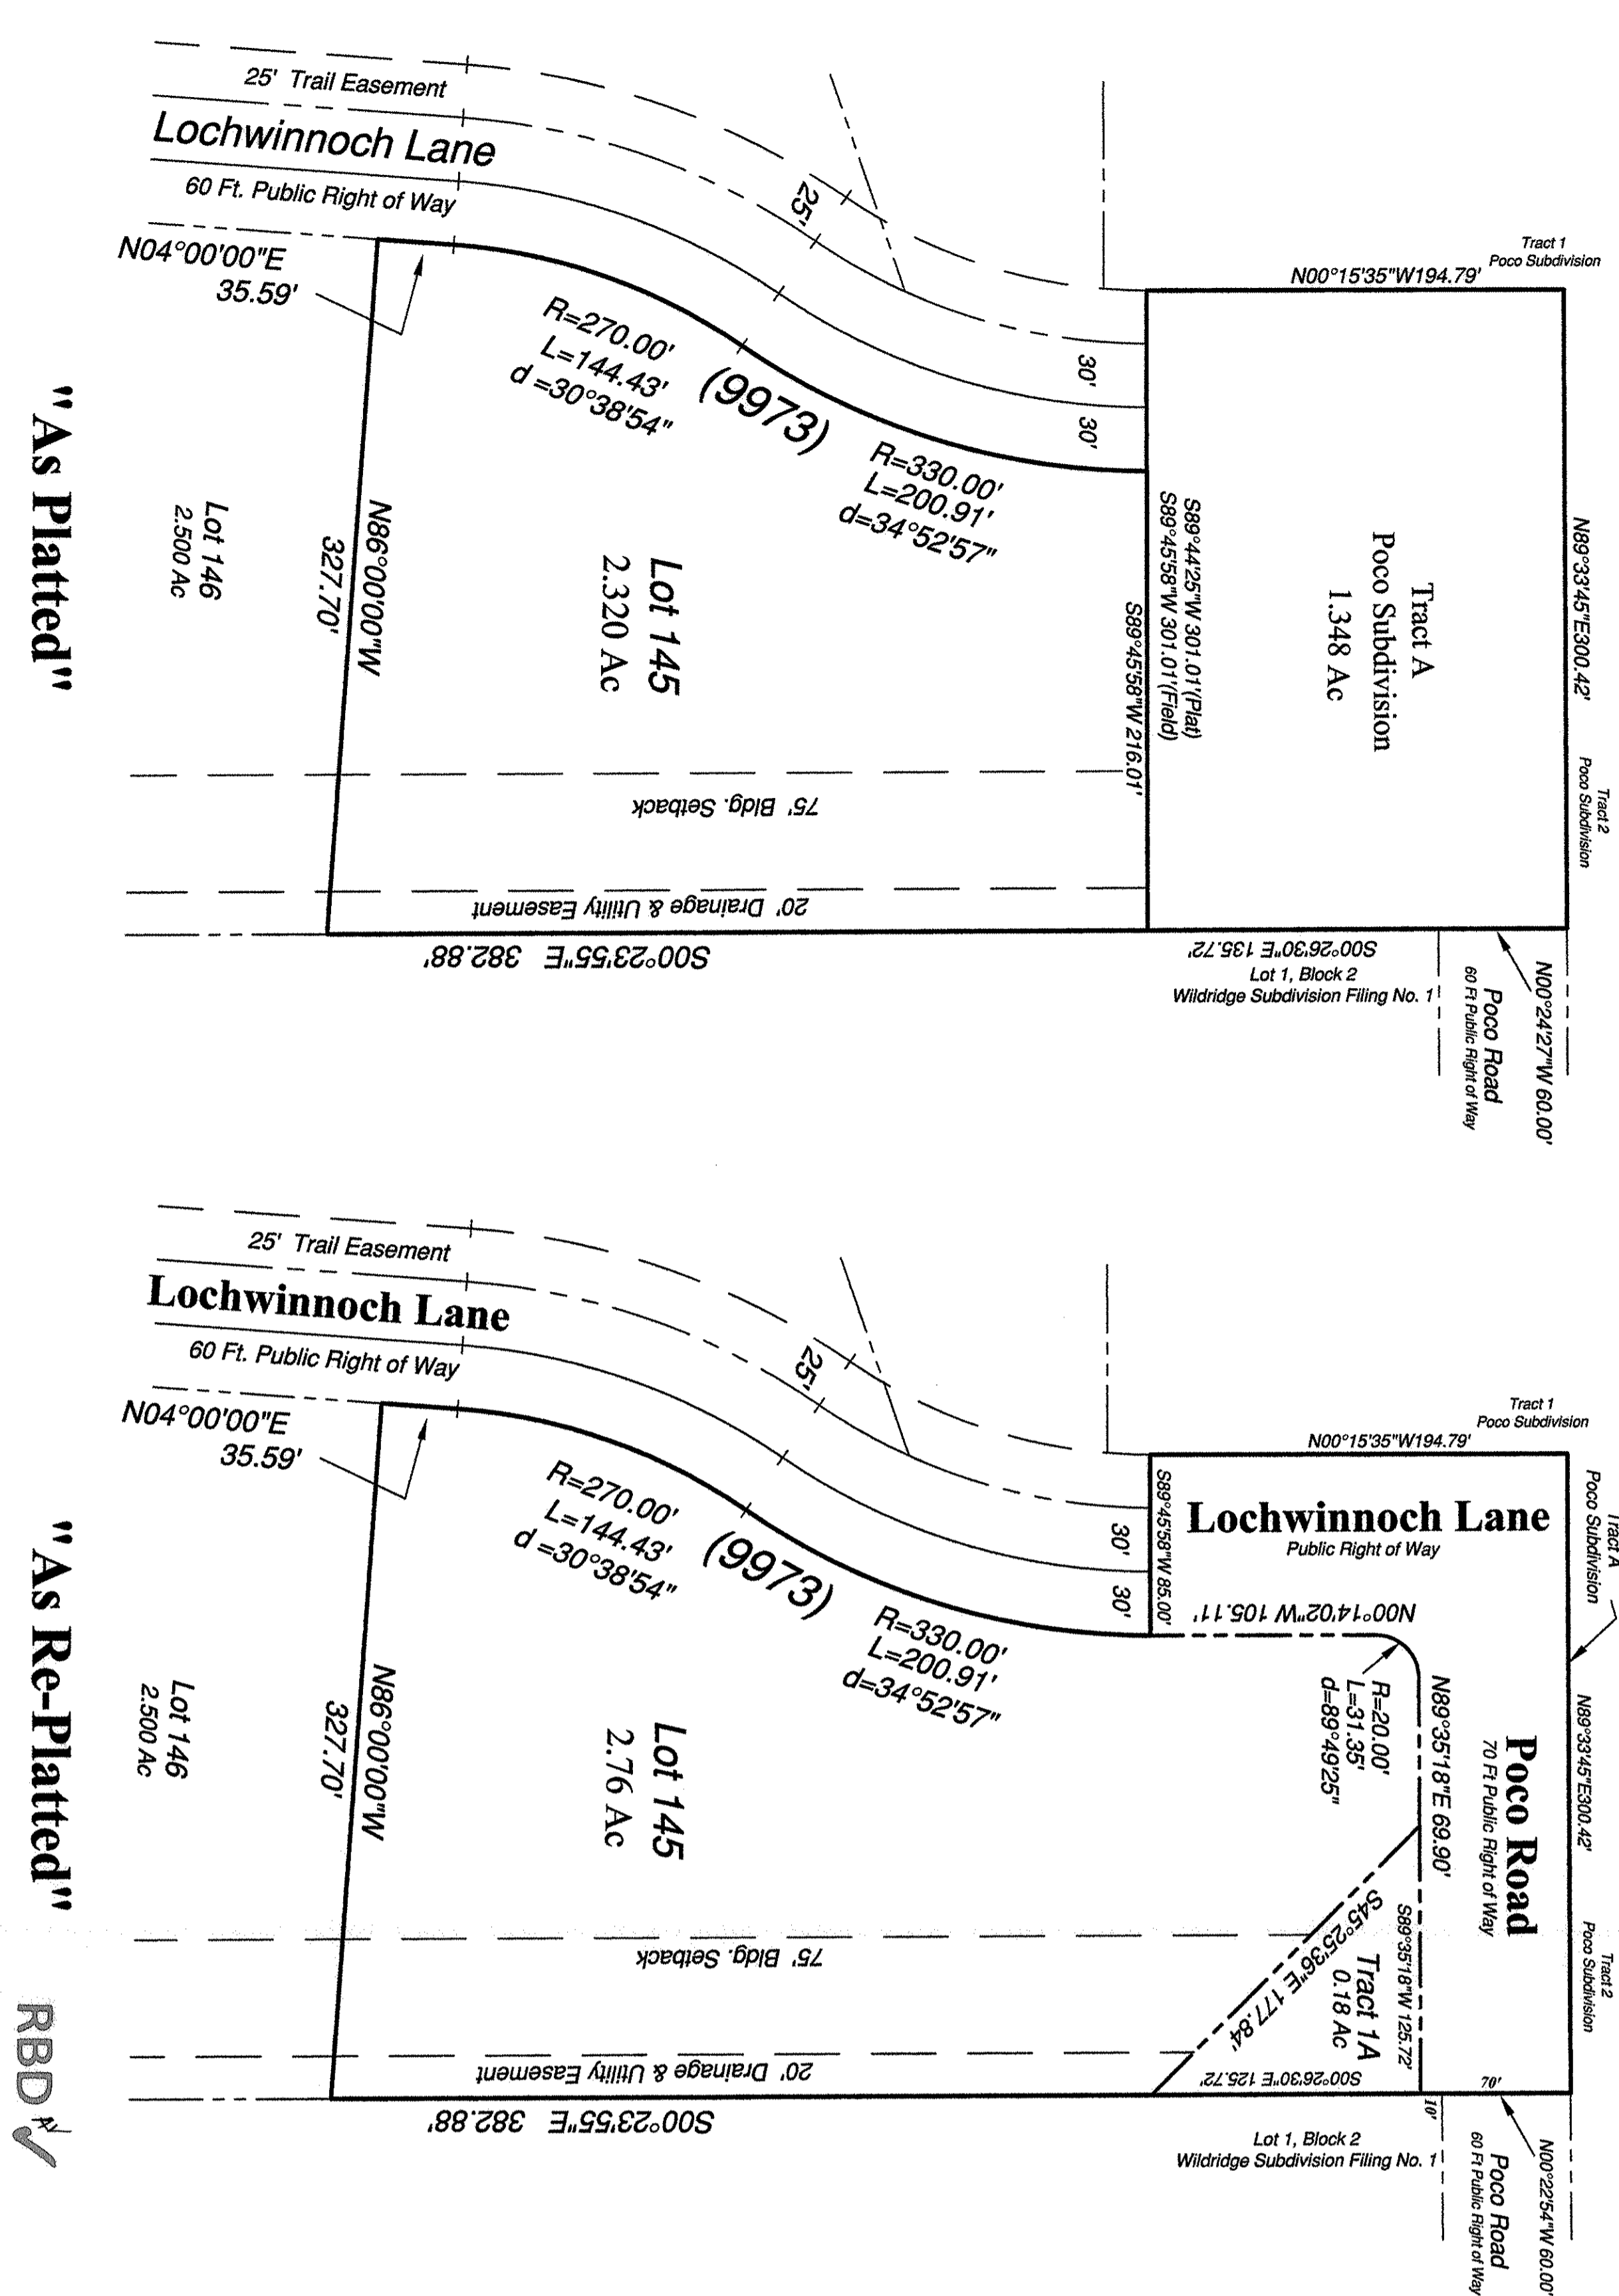 25' Trail Easement
Lochwinnoch Lane
60 Ft. Public Right of Way
N04°00'00"E
35.59'
25'
R=270.00'
L=144.43'
d =30°38'54"
(9973)
R=330.00'
L=200.91'
d=34°52'57"
30'
30'
Tract 1
Poco Subdivision
N00°15'35"W194.79'
N89°33'45"E300.42'
Tract 2
Poco Subdivision
Tract A
Poco Subdivision
1.348 Ac
S89°44'25"W 301.01'(Plat)
S89°45'58"W 301.01'(Field)
S89°45'58"W 216.01'
Lot 145
2.320 Ac
N86°00'00"W
327.70'
Lot 146
2.500 Ac
"As Platted"
75' Bldg. Setback
20' Drainage & Utility Easement
S00°23'55"E 382.88'
S00°26'30"E 135.72'
Lot 1, Block 2
Wildridge Subdivision Filing No. 1
N00°24'27"W 60.00'
Poco Road
60 Ft Public Right of Way
25' Trail Easement
Lochwinnoch Lane
60 Ft. Public Right of Way
N04°00'00"E
35.59'
25'
R=270.00'
L=144.43'
d =30°38'54"
(9973)
R=330.00'
L=200.91'
d=34°52'57"
30'
30'
S89°45'58"W 85.00'
Tract 1
Poco Subdivision
N00°15'35"W194.79'
Lochwinnoch Lane
Public Right of Way
N00°14'02"W 105.11'
R=20.00'
L=31.35'
d=89°49'25"
Tract A
Poco Subdivision
N89°33'45"E300.42'
Tract 2
Poco Subdivision
Poco Road
70 Ft Public Right of Way
N89°35'18"E 69.90'
S89°35'18"W 125.72'
Tract 1A
0.18 Ac
S45°25'36"E 177.84'
S00°26'30"E 125.72'
70'
10'
Lot 145
2.76 Ac
N86°00'00"W
327.70'
Lot 146
2.500 Ac
"As Re-Platted"
75' Bldg. Setback
20' Drainage & Utility Easement
S00°23'55"E 382.88'
Lot 1, Block 2
Wildridge Subdivision Filing No. 1
N00°22'54"W 60.00'
Poco Road
60 Ft Public Right of Way
RBD